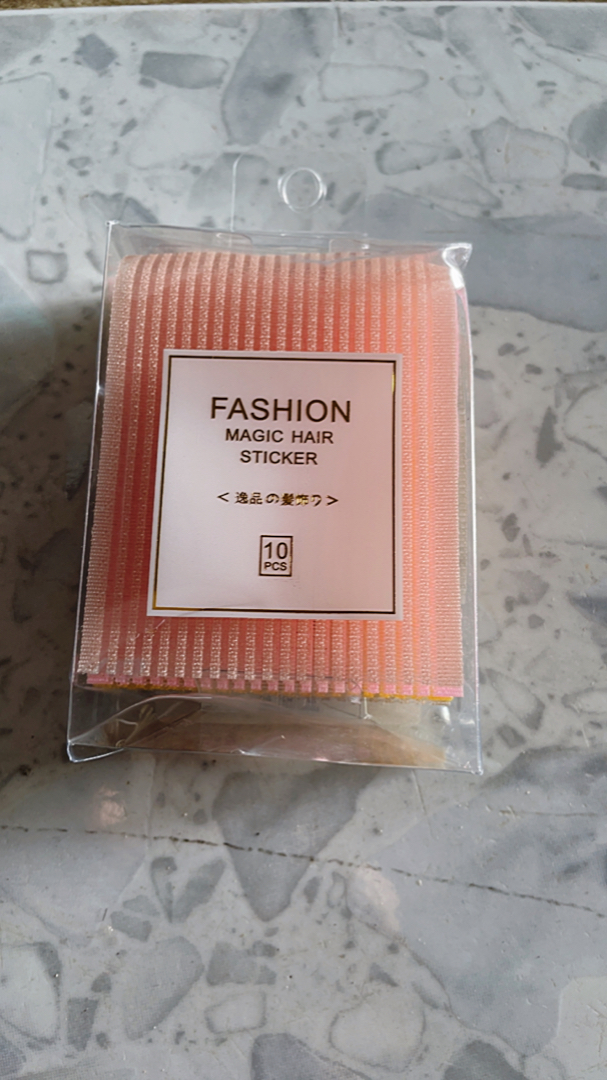 FASHION
MAGIC HAIR
STICKER
< 逸品の髪飾り >
10
PCS